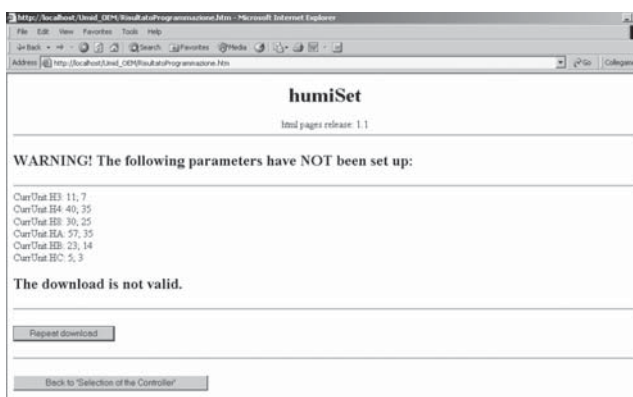 http://localhost/Umid_OEM/RisultatoProgrammazione.htm - Microsoft Internet Explorer
File Edit View Favorites Tools Help
Back Search Favorites Media
Address http://localhost/Umid_OEM/RisultatoProgrammazione.htm Go
humiSet
html pages release: 1.1
WARNING! The following parameters have NOT been set up:
CurrUnit.H3: 11; 7
CurrUnit.H4: 40; 35
CurrUnit.H8: 30; 25
CurrUnit.HA: 57; 35
CurrUnit.HB: 23; 14
CurrUnit.HC: 5; 3
The download is not valid.
Repeat download
Back to 'Selection of the Controller'